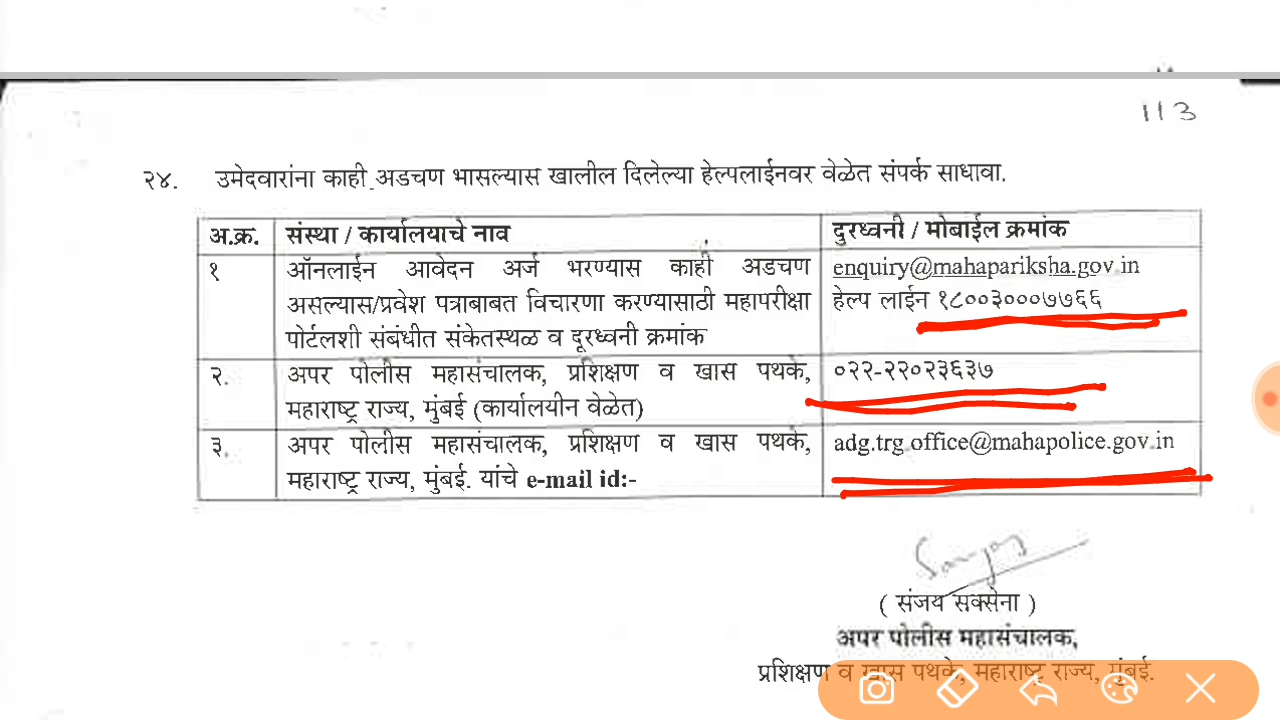 113
२४. उमेदवारांना काही अडचण भासल्यास खालील दिलेल्या हेल्पलाईनवर वेळेत संपर्क साधावा.
अ.क्र. संस्था / कार्यालयाचे नाव दुरध्वनी / मोबाईल क्रमांक
१ ऑनलाईन आवेदन अर्ज भरण्यास काही अडचण enquiry@mahapariksha.gov.in
असल्यास/प्रवेश पत्राबाबत विचारणा करण्यासाठी महापरीक्षा हेल्प लाईन १८००३०००७७६६
पोर्टलशी संबंधीत संकेतस्थळ व दूरध्वनी क्रमांक
२. अपर पोलीस महासंचालक, प्रशिक्षण व खास पथके, ०२२-२२०२३६३७
महाराष्ट्र राज्य, मुंबई (कार्यालयीन वेळेत)
३. अपर पोलीस महासंचालक, प्रशिक्षण व खास पथके, adg.trg.office@mahapolice.gov.in
महाराष्ट्र राज्य, मुंबई. यांचे e-mail id:-
Sanjay
( संजय सक्सेना )
अपर पोलीस महासंचालक,
प्रशिक्षण व खास पथके, महाराष्ट्र राज्य, मुंबई.